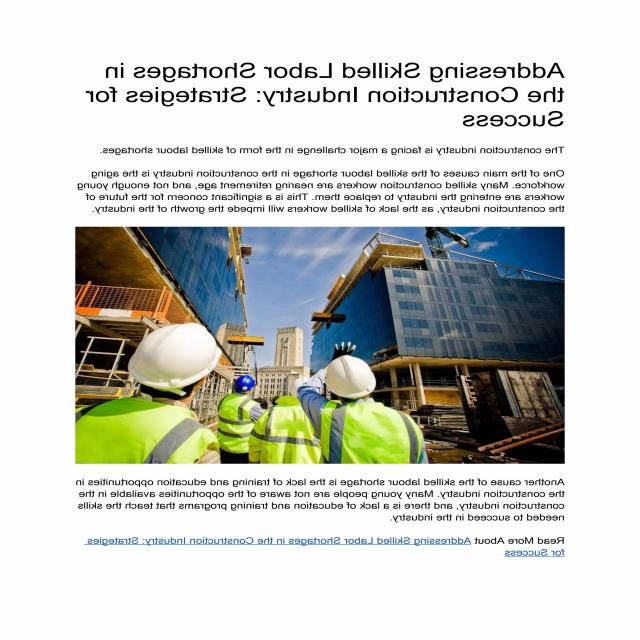 Addressing Skilled Labor Shortages in
the Construction Industry: Strategies for
Success
The construction industry is facing a major challenge in the form of skilled labour shortages.
One of the main causes of the skilled labour shortage in the construction industry is the aging
workforce. Many skilled construction workers are nearing retirement age, and not enough young
workers are entering the industry to replace them. This is a significant concern for the future of
the construction industry, as the lack of skilled workers will impede the growth of the industry.
Another cause of the skilled labour shortage is the lack of training and education opportunities in
the construction industry. Many young people are not aware of the opportunities available in the
construction industry, and there is a lack of education and training programs that teach the skills
needed to succeed in the industry.
Read More About Addressing Skilled Labor Shortages in the Construction Industry: Strategies
for Success